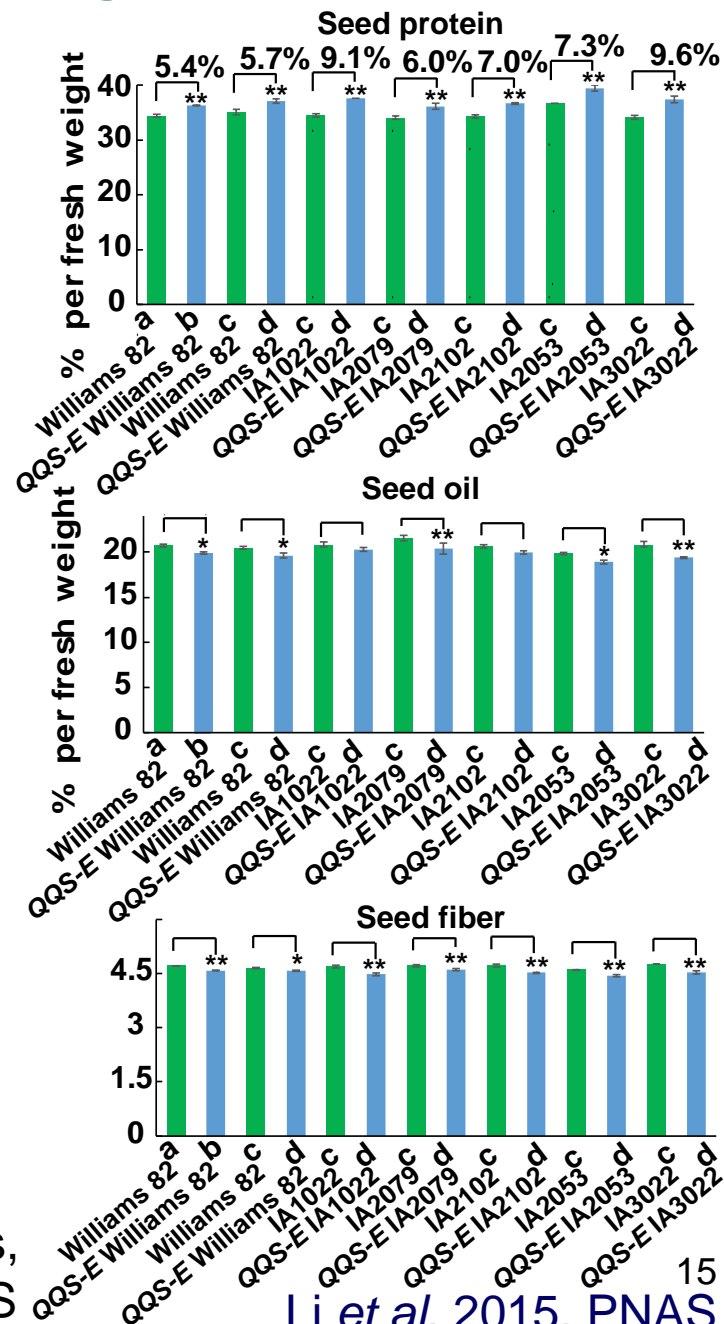 Seed protein
5.4% 5.7% 9.1% 6.0% 7.0% 7.3% 9.6%
** ** ** ** ** ** **
% per fresh weight
40
30
20
10
0
a b c d c d c d c d c d c d
Williams 82
QQS-E Williams 82
Williams 82
QQS-E Williams 82
IA1022
QQS-E IA1022
IA2079
QQS-E IA2079
IA2102
QQS-E IA2102
IA2053
QQS-E IA2053
IA3022
QQS-E IA3022
Seed oil
* * ** * **
% per fresh weight
20
15
10
5
0
a b c d c d c d c d c d c d
Williams 82
QQS-E Williams 82
Williams 82
QQS-E Williams 82
IA1022
QQS-E IA1022
IA2079
QQS-E IA2079
IA2102
QQS-E IA2102
IA2053
QQS-E IA2053
IA3022
QQS-E IA3022
Seed fiber
** * ** ** ** ** **
4.5
3
1.5
0
a b c d c d c d c d c d c d
Williams 82
QQS-E Williams 82
Williams 82
QQS-E Williams 82
IA1022
QQS-E IA1022
IA2079
QQS-E IA2079
IA2102
QQS-E IA2102
IA2053
QQS-E IA2053
IA3022
QQS-E IA3022
15
Li et al. 2015. PNAS